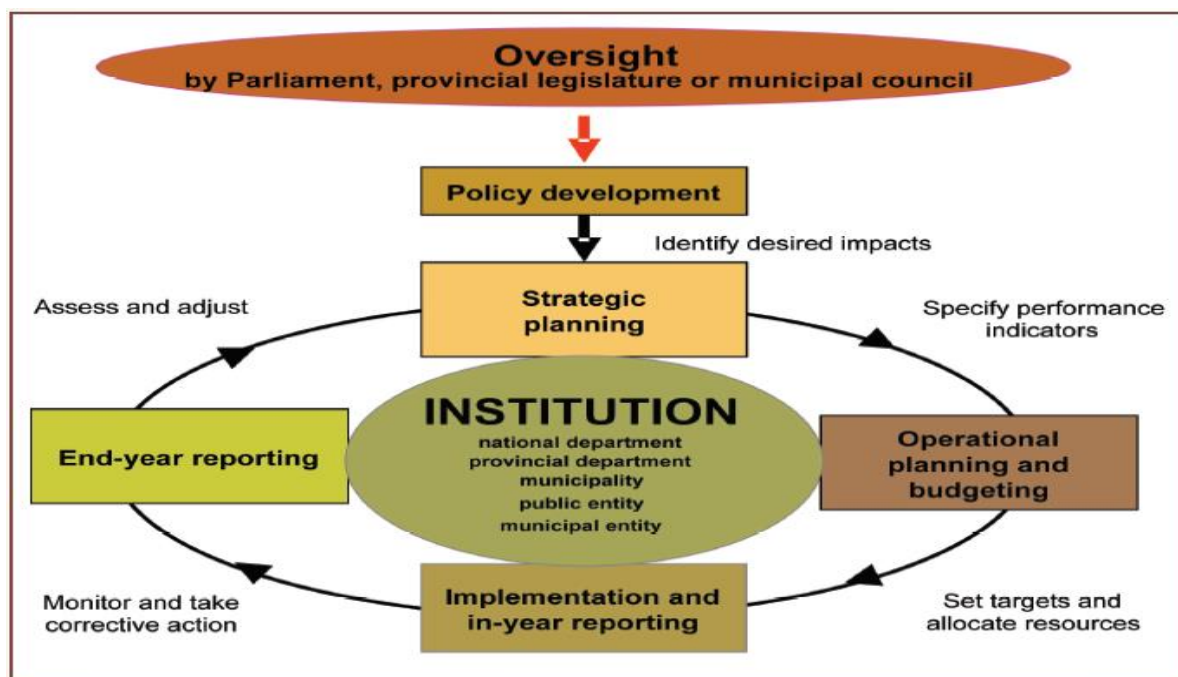 Oversight
by Parliament, provincial legislature or municipal council
Policy development
Identify desired impacts
Strategic
planning
Assess and adjust
Specify performance
indicators
INSTITUTION
national department
provincial department
municipality
public entity
municipal entity
End-year reporting
Operational
planning and
budgeting
Monitor and take
corrective action
Implementation and
in-year reporting
Set targets and
allocate resources